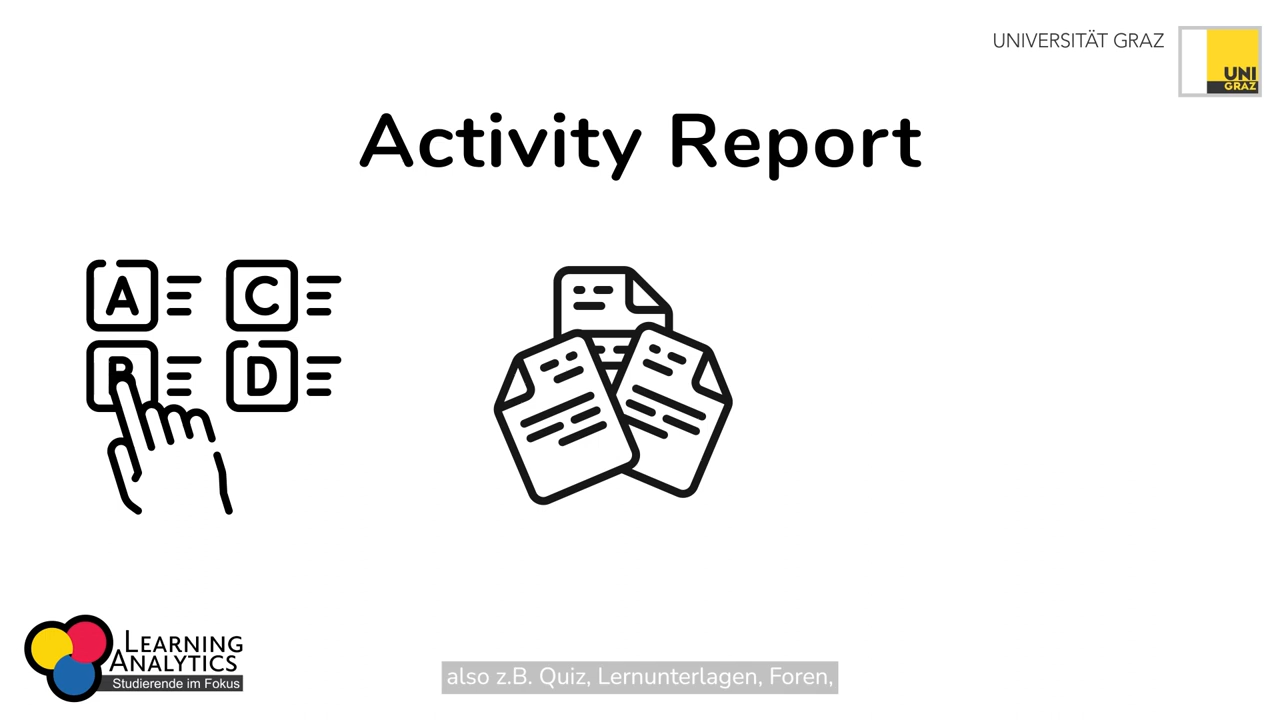 UNIVERSITÄT GRAZ
UNI
GRAZ
Activity Report
A
C
B
D
LEARNING
ANALYTICS
Studierende im Fokus
also z.B. Quiz, Lernunterlagen, Foren,